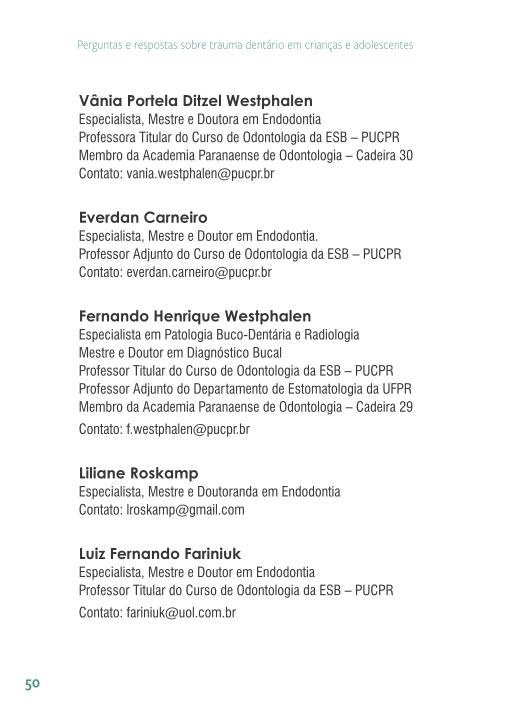 Perguntas e respostas sobre trauma dentário em crianças e adolescentes
Vânia Portela Ditzel Westphalen
Especialista, Mestre e Doutora em Endodontia
Professora Titular do Curso de Odontologia da ESB – PUCPR
Membro da Academia Paranaense de Odontologia – Cadeira 30
Contato: vania.westphalen@pucpr.br
Everdan Carneiro
Especialista, Mestre e Doutor em Endodontia.
Professor Adjunto do Curso de Odontologia da ESB – PUCPR
Contato: everdan.carneiro@pucpr.br
Fernando Henrique Westphalen
Especialista em Patologia Buco-Dentária e Radiologia
Mestre e Doutor em Diagnóstico Bucal
Professor Titular do Curso de Odontologia da ESB – PUCPR
Professor Adjunto do Departamento de Estomatologia da UFPR
Membro da Academia Paranaense de Odontologia – Cadeira 29
Contato: f.westphalen@pucpr.br
Liliane Roskamp
Especialista, Mestre e Doutoranda em Endodontia
Contato: lroskamp@gmail.com
Luiz Fernando Fariniuk
Especialista, Mestre e Doutor em Endodontia
Professor Titular do Curso de Odontologia da ESB – PUCPR
Contato: fariniuk@uol.com.br
50